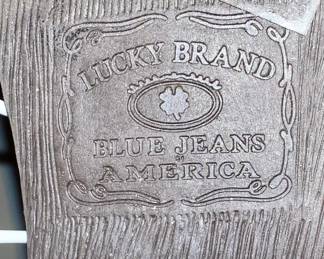 LUCKY BRAND
BLUE JEANS
OF
AMERICA